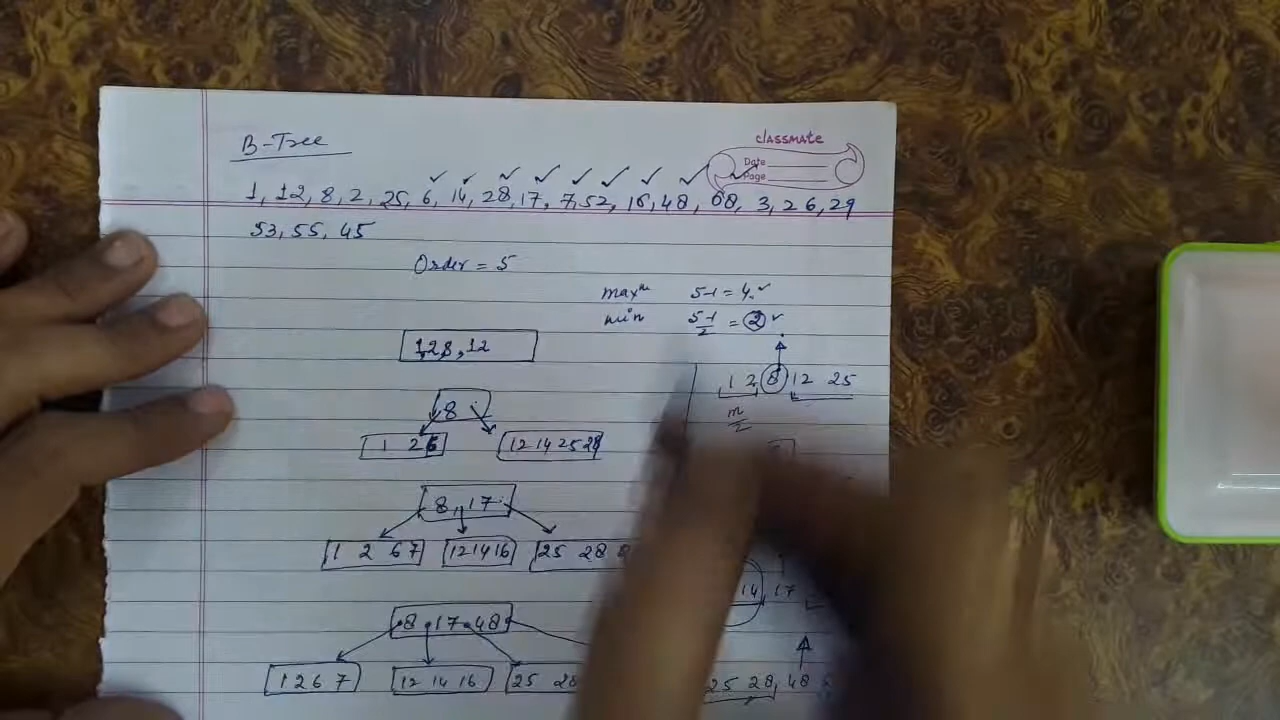 classmate
Date
Page
B-Tree
1, 12, 8, 2, 25, 6, 14, 28, 17, 7, 52, 16, 48, 68, 3, 26, 29
53, 55, 45
Order = 5
max^m 5-1 = 4
min 5-1/2 = 2
1,2 8,12
1 2 8 12 25
m/2
8
1 2 6
12 14 25 28
8, 17
1 2 6 7
12 14 16
25 28
14 17
8 17 48
1 2 6 7
12 14 16
25 28
25 28, 48